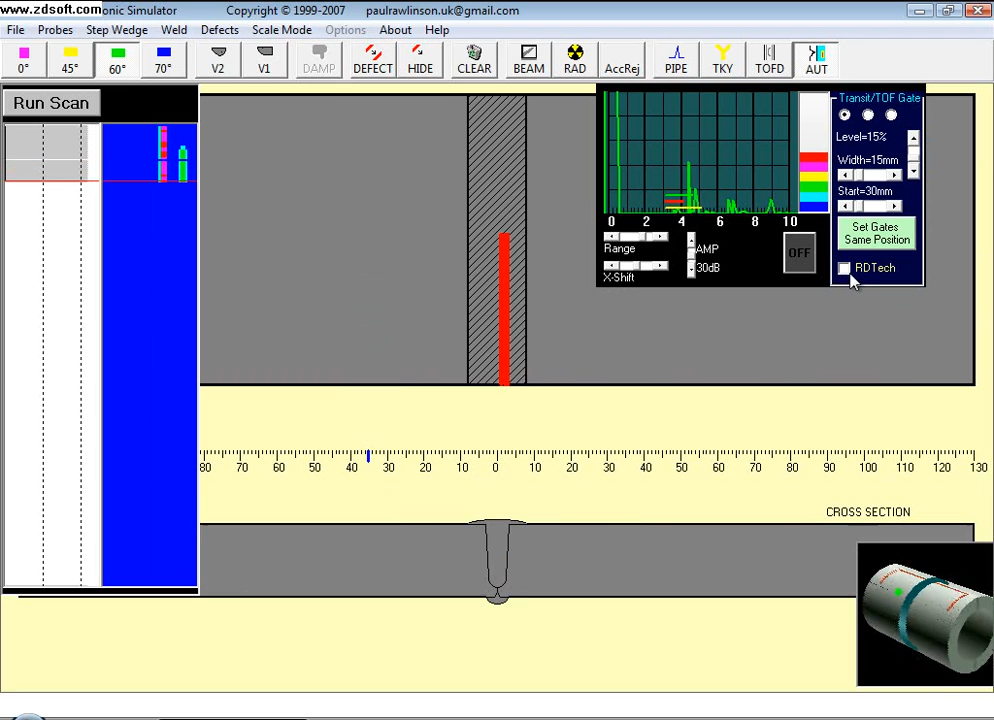 www.zdsoft.com onic Simulator Copyright © 1999-2007 paulrawlinson.uk@gmail.com
File Probes Step Wedge Weld Defects Scale Mode Options About Help
0° 45° 60° 70° V2 V1 DAMP DEFECT HIDE CLEAR BEAM RAD AccRej PIPE TKY TOFD AUT
Run Scan
Transit/TOF Gate
Level=15%
Width=15mm
Start=30mm
0 2 4 6 8 10
Set Gates
Same Position
Range
AMP
OFF
30dB
RDTech
X-Shift
80 70 60 50 40 30 20 10 0 10 20 30 40 50 60 70 80 90 100 110 120 130
CROSS SECTION